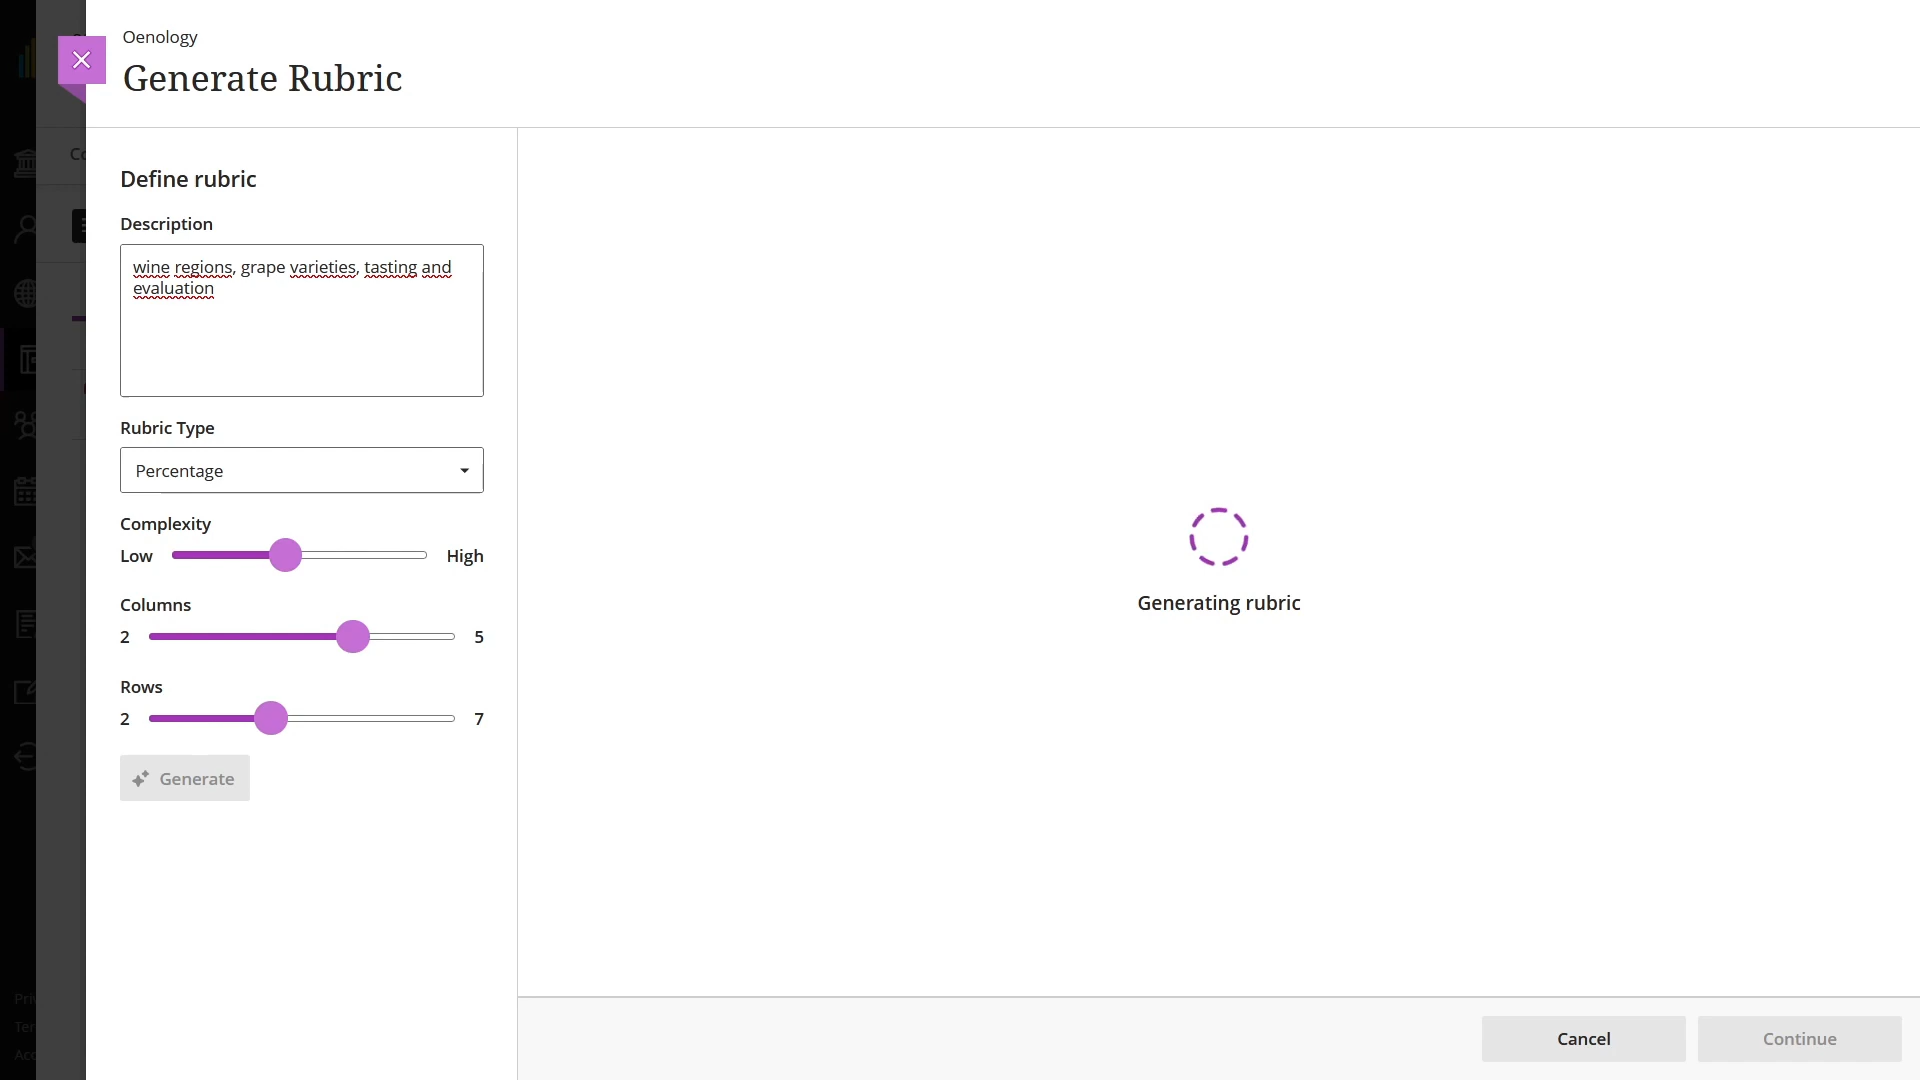 Oenology
Generate Rubric
Define rubric
Description
wine regions, grape varieties, tasting and
evaluation
Rubric Type
Percentage
Complexity
Low High
Columns
2 5
Rows
2 7
Generate
Generating rubric
Cancel Continue